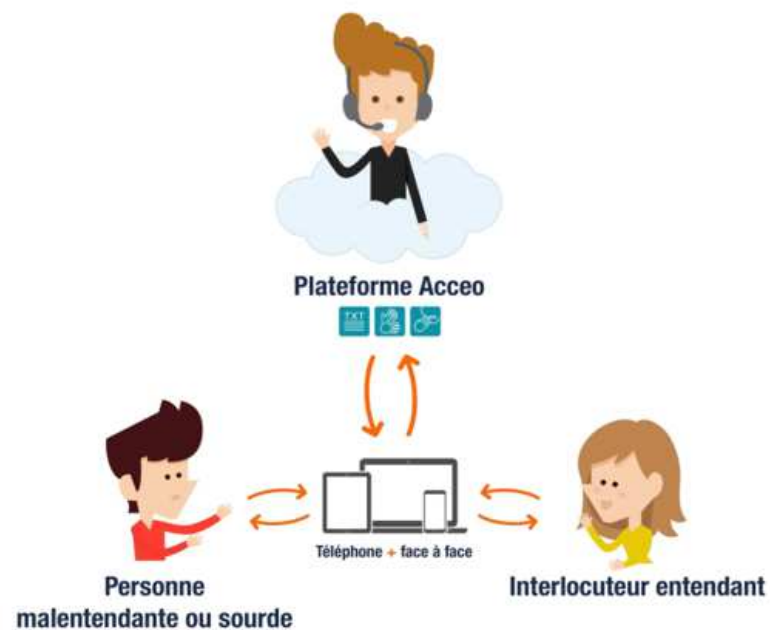 Plateforme Acceo
TXT
Téléphone + face à face
Personne
malentendante ou sourde
Interlocuteur entendant